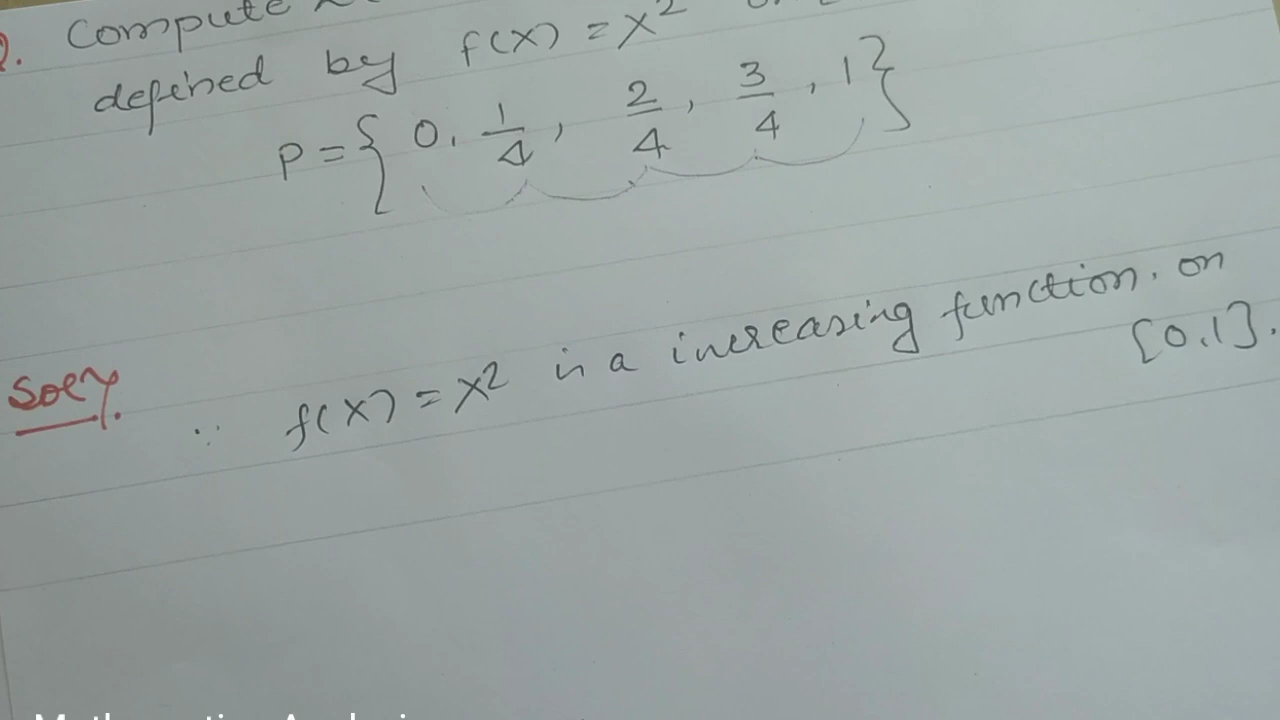 Q. Compute
defined by f(x) = x²
P = { 0, 1/4, 2/4, 3/4, 1 }
Soln. ∵ f(x) = x² is a increasing function. on
[0,1].